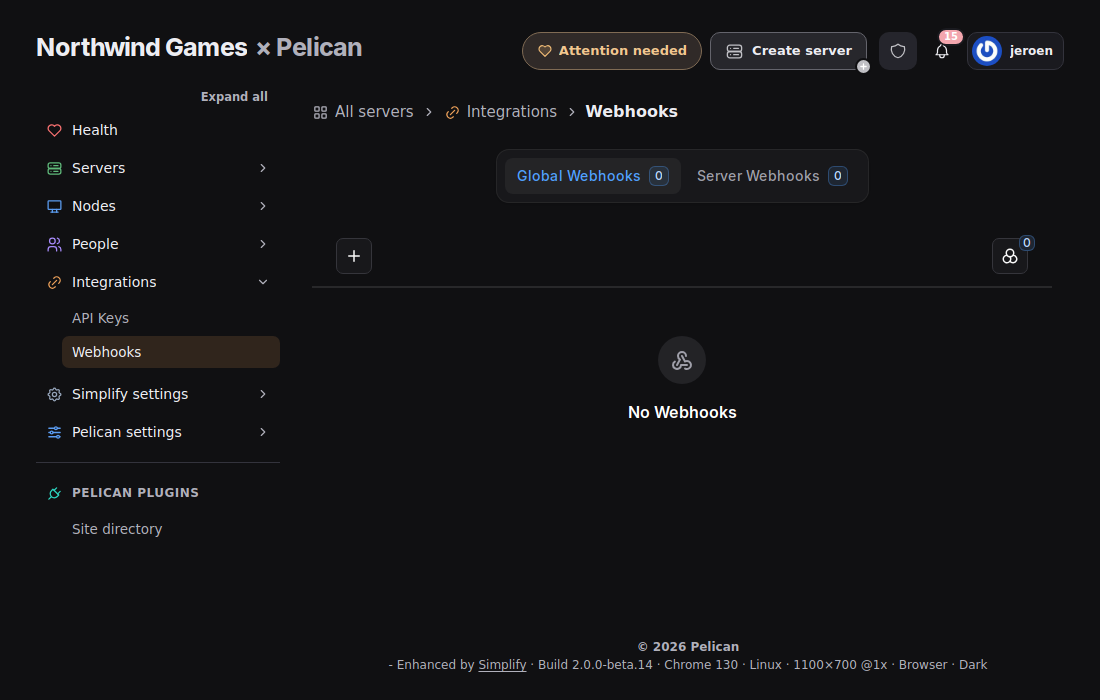 Northwind Games × Pelican
Attention needed
Create server
15
jeroen
Expand all
Health
Servers
Nodes
People
Integrations
API Keys
Webhooks
Simplify settings
Pelican settings
PELICAN PLUGINS
Site directory
All servers > Integrations > Webhooks
Global Webhooks 0
Server Webhooks 0
0
No Webhooks
© 2026 Pelican
- Enhanced by Simplify · Build 2.0.0-beta.14 · Chrome 130 · Linux · 1100×700 @1x · Browser · Dark